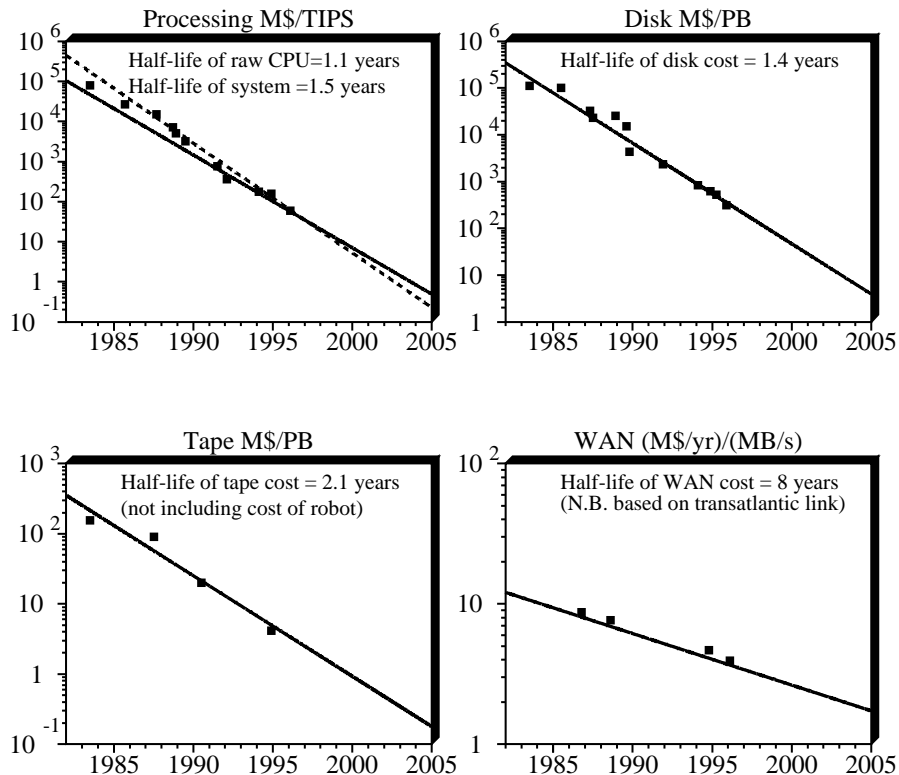 Processing M$/TIPS
Half-life of raw CPU=1.1 years
Half-life of system =1.5 years
10^6
10^5
10^4
10^3
10^2
10
1
10^-1
1985 1990 1995 2000 2005
Disk M$/PB
Half-life of disk cost = 1.4 years
10^6
10^5
10^4
10^3
10^2
10
1
1985 1990 1995 2000 2005
Tape M$/PB
Half-life of tape cost = 2.1 years
(not including cost of robot)
10^3
10^2
10
1
10^-1
1985 1990 1995 2000 2005
WAN (M$/yr)/(MB/s)
Half-life of WAN cost = 8 years
(N.B. based on transatlantic link)
10^2
10
1
1985 1990 1995 2000 2005